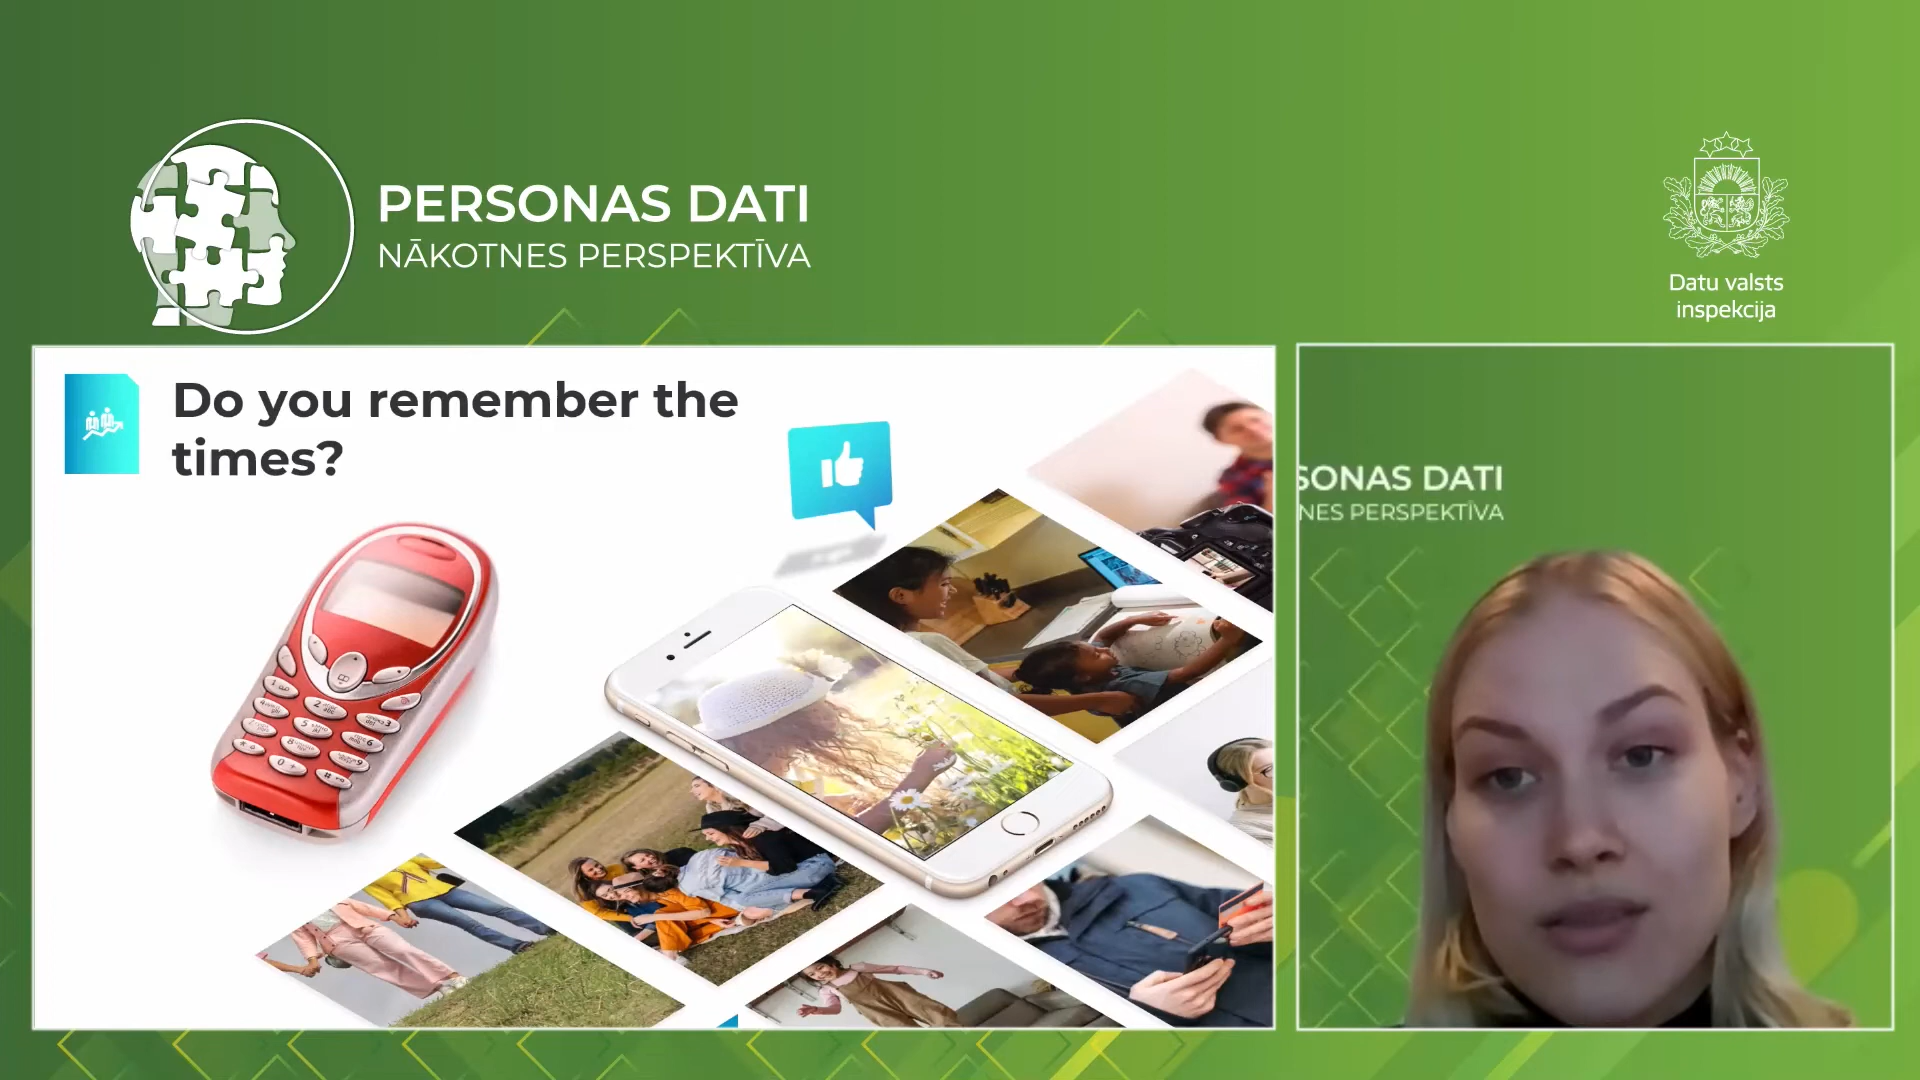 PERSONAS DATI
NĀKOTNES PERSPEKTĪVA
Datu valsts
inspekcija
Do you remember the
times?
SONAS DATI
NES PERSPEKTĪVA